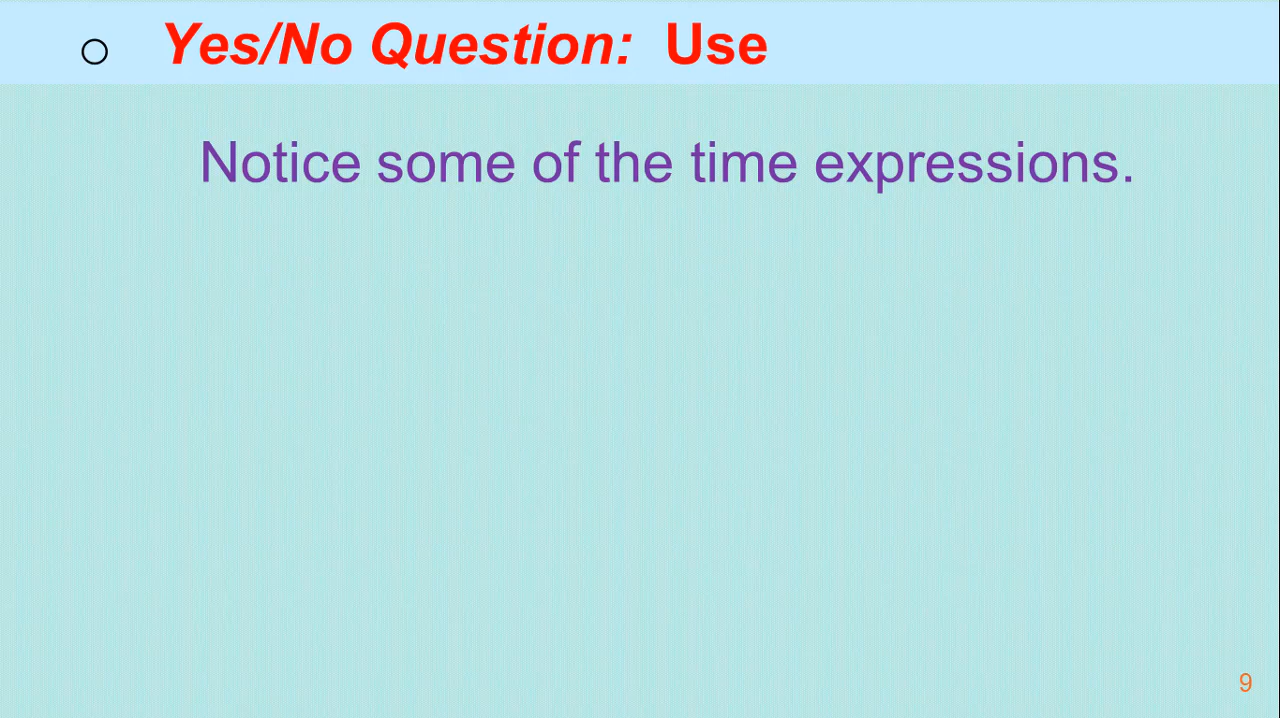 ○ Yes/No Question: Use
Notice some of the time expressions.
9